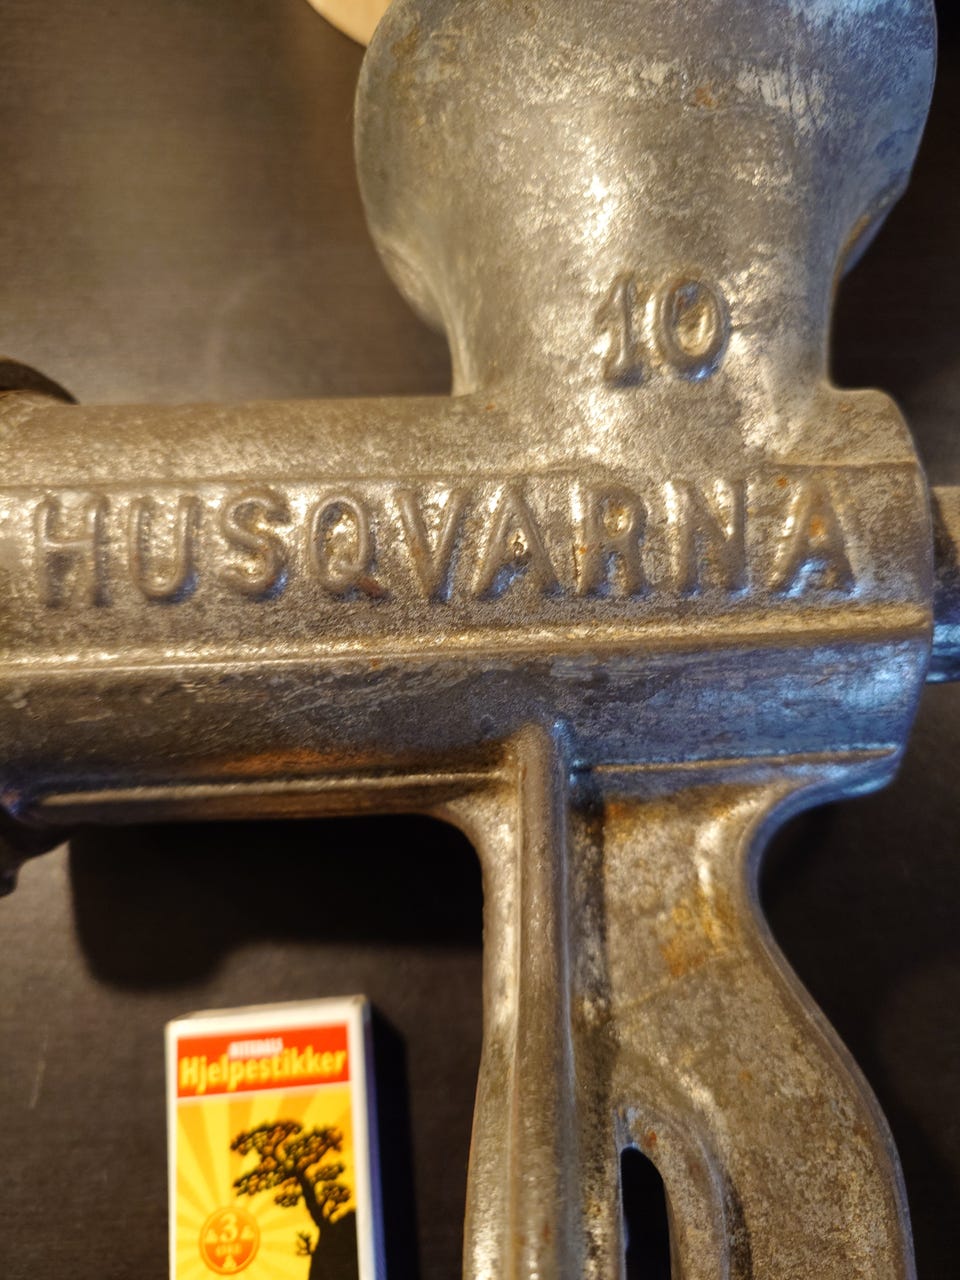 10
HUSQVARNA
Hjelpestikker
3